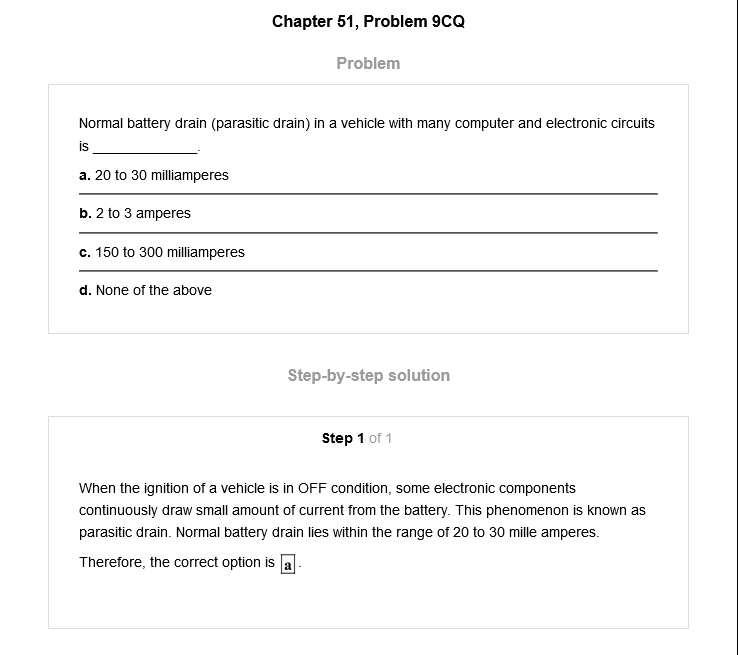 Chapter 51, Problem 9CQ
Problem
Normal battery drain (parasitic drain) in a vehicle with many computer and electronic circuits
is ______________.
a. 20 to 30 milliamperes
b. 2 to 3 amperes
c. 150 to 300 milliamperes
d. None of the above
Step-by-step solution
Step 1 of 1
When the ignition of a vehicle is in OFF condition, some electronic components
continuously draw small amount of current from the battery. This phenomenon is known as
parasitic drain. Normal battery drain lies within the range of 20 to 30 mille amperes.
Therefore, the correct option is a.